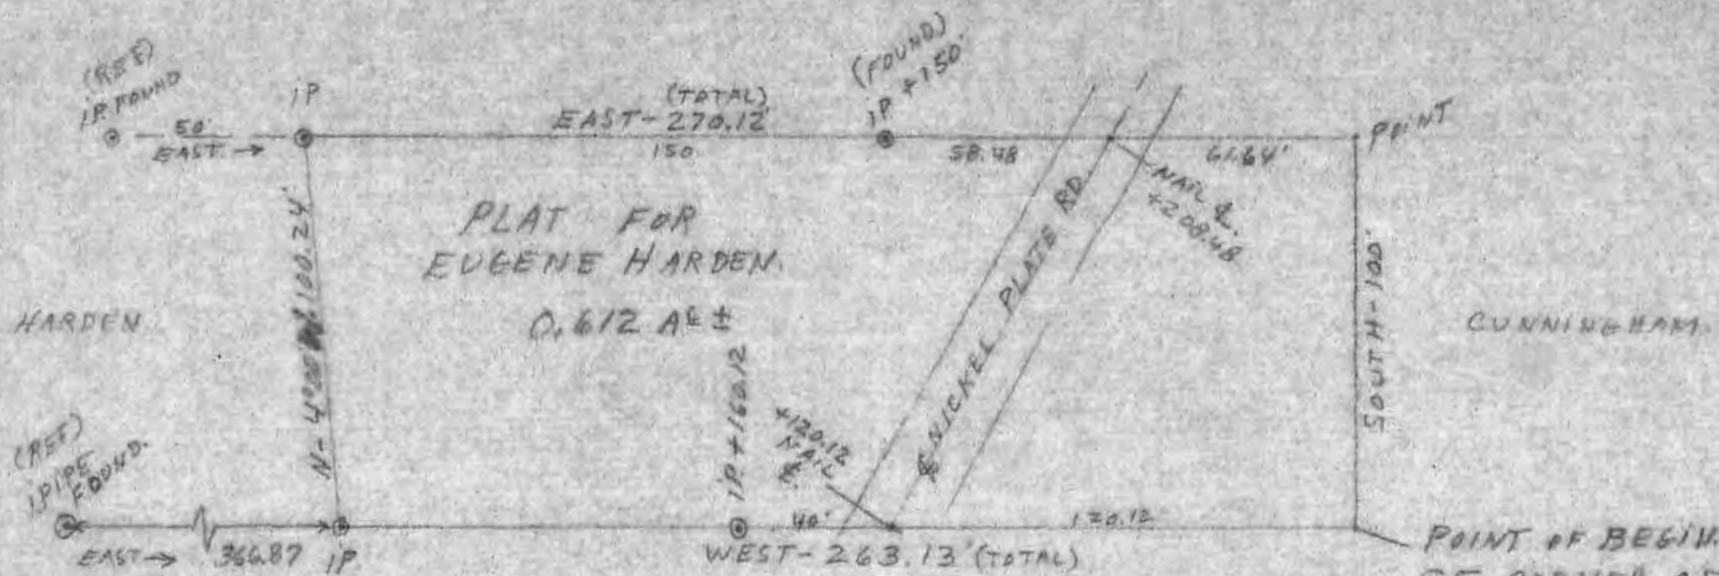 (REF)
I.P. FOUND
50'
EAST →
IP
(TOTAL)
EAST - 270.12'
150
(FOUND)
IP +150'
58.48
61.64'
POINT
NAIL ℄
+208.48
PLAT FOR
EUGENE HARDEN.
0.612 AC ±
HARDEN
100.24'
℄ NICKEL PLATE RD.
SOUTH - 100'
CUNNINGHAM.
(REF)
I. PIPE
FOUND.
EAST → 366.87
IP
IP. + 160.12
+120.12
NAIL
℄
40'
120.12
WEST - 263.13' (TOTAL)
POINT OF BEGIN.